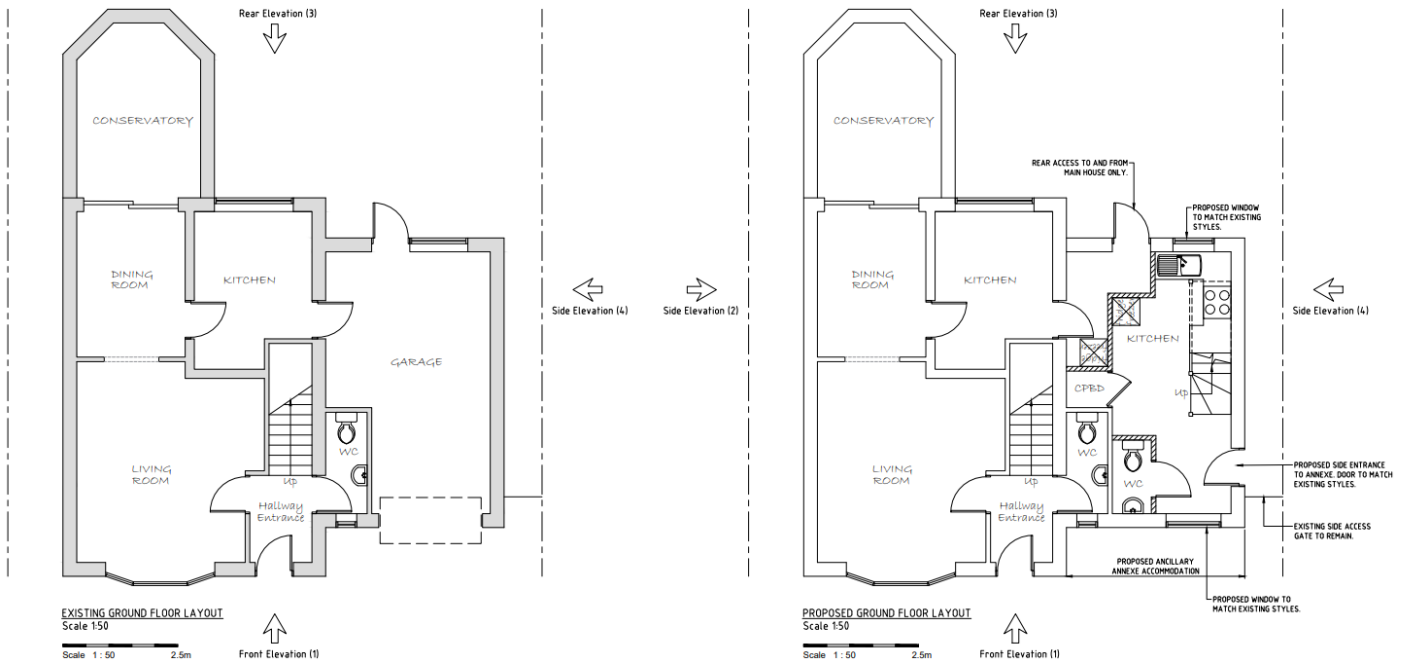 Rear Elevation (3)
CONSERVATORY
DINING
ROOM
KITCHEN
GARAGE
LIVING
ROOM
WC
Up
Hallway
Entrance
Side Elevation (4)
EXISTING GROUND FLOOR LAYOUT
Scale 1:50
Scale 1 : 50 2.5m
Front Elevation (1)
Rear Elevation (3)
CONSERVATORY
REAR ACCESS TO AND FROM
MAIN HOUSE ONLY.
PROPOSED WINDOW
TO MATCH EXISTING
STYLES.
DINING
ROOM
KITCHEN
Side Elevation (2)
Side Elevation (4)
KITCHEN
CPBD
Up
LIVING
ROOM
WC
WC
Up
Hallway
Entrance
PROPOSED SIDE ENTRANCE
TO ANNEXE. DOOR TO MATCH
EXISTING STYLES.
EXISTING SIDE ACCESS
GATE TO REMAIN.
PROPOSED ANCILLARY
ANNEXE ACCOMMODATION
PROPOSED WINDOW TO
MATCH EXISTING STYLES.
PROPOSED GROUND FLOOR LAYOUT
Scale 1:50
Scale 1 : 50 2.5m
Front Elevation (1)